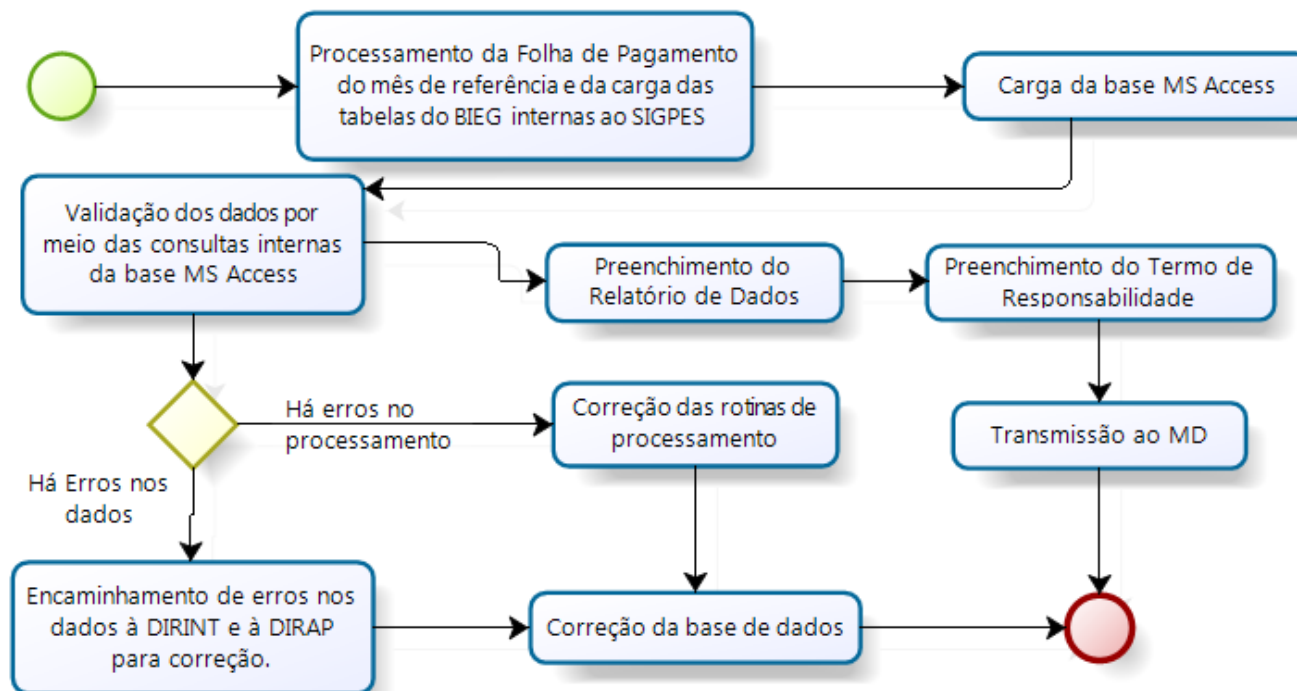 Processamento da Folha de Pagamento
do mês de referência e da carga das
tabelas do BIEG internas ao SIGPES
Carga da base MS Access
Validação dos dados por
meio das consultas internas
da base MS Access
Preenchimento do
Relatório de Dados
Preenchimento do Termo de
Responsabilidade
Há erros no
processamento
Correção das rotinas de
processamento
Transmissão ao MD
Há Erros nos
dados
Encaminhamento de erros nos
dados à DIRINT e à DIRAP
para correção.
Correção da base de dados